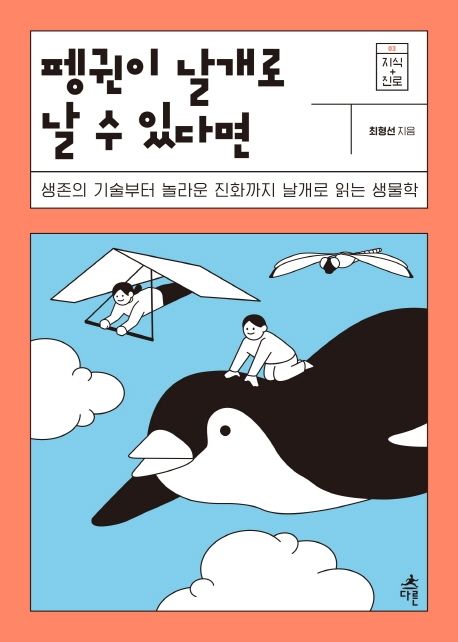 펭귄이 날개로
날 수 있다면
03
지식
+
진로
최형선 지음
생존의 기술부터 놀라운 진화까지 날개로 읽는 생물학
다른